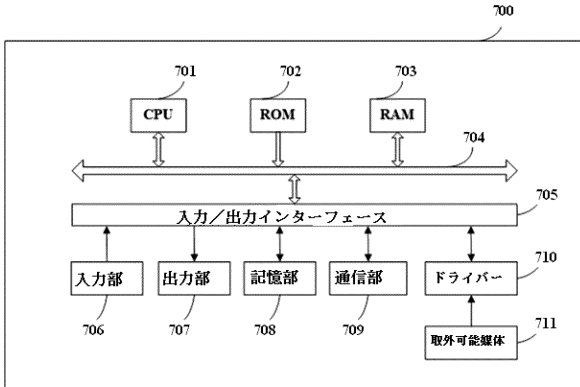 700
701
702
703
CPU
ROM
RAM
704
705
入力／出力インターフェース
入力部
出力部
記憶部
通信部
ドライバー
710
706
707
708
709
取外可能媒体
711